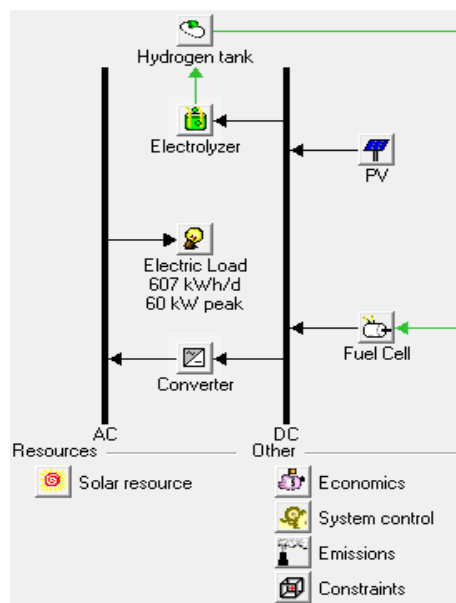 Hydrogen tank
Electrolyzer
PV
Electric Load
607 kWh/d
60 kW peak
Fuel Cell
Converter
AC
DC
Resources
Other
Solar resource
Economics
System control
Emissions
Constraints